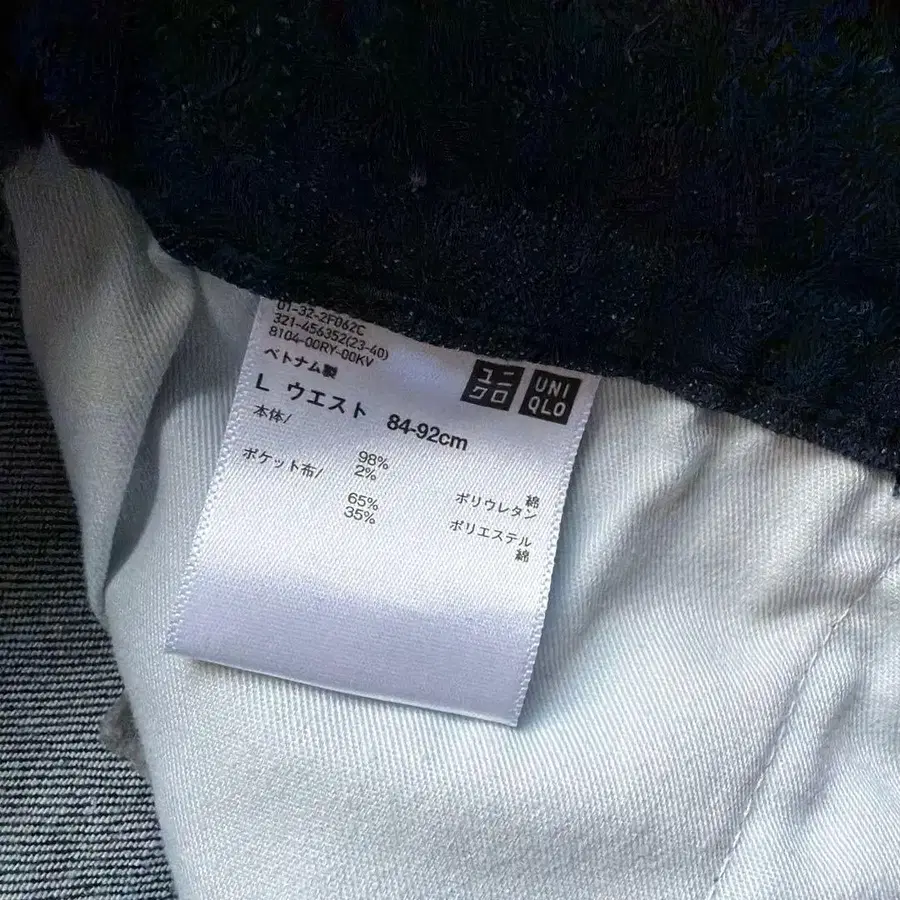 01-32-2F062C
321-456352(23-40)
8104-00RY-00KV
ベトナム製
L ウエスト 84-92cm
ユニ
クロ
UNI
QLO
本体/
98% 綿
2% ポリウレタン
ポケット布/
65% ポリエステル
35% 綿